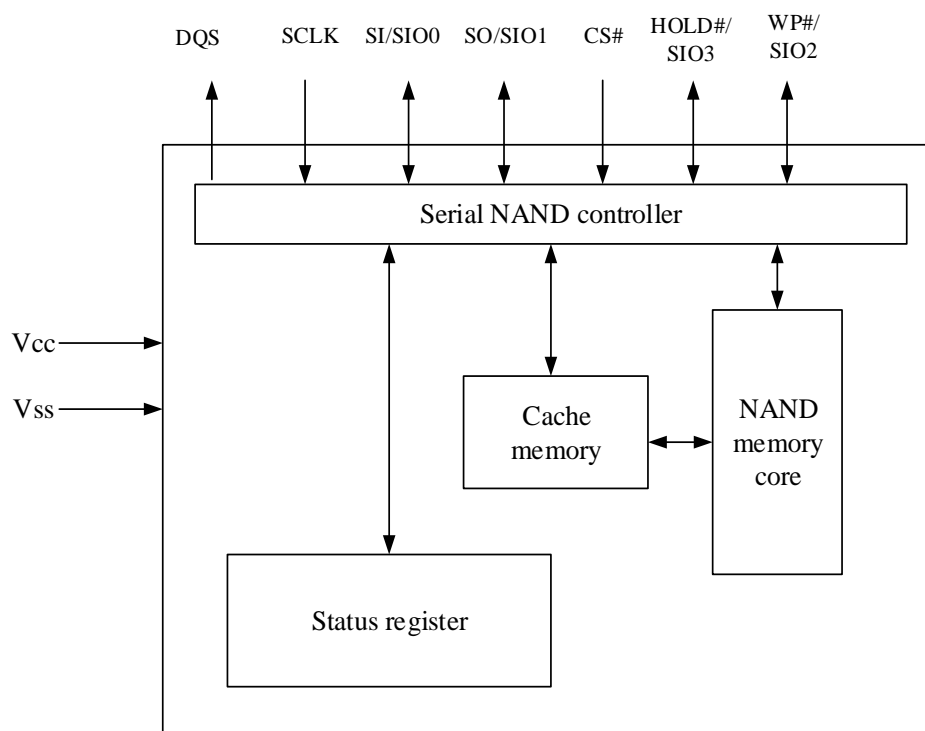 DQS
SCLK
SI/SIO0
SO/SIO1
CS#
HOLD#/
SIO3
WP#/
SIO2
Serial NAND controller
Vcc
Vss
Cache
memory
NAND
memory
core
Status register